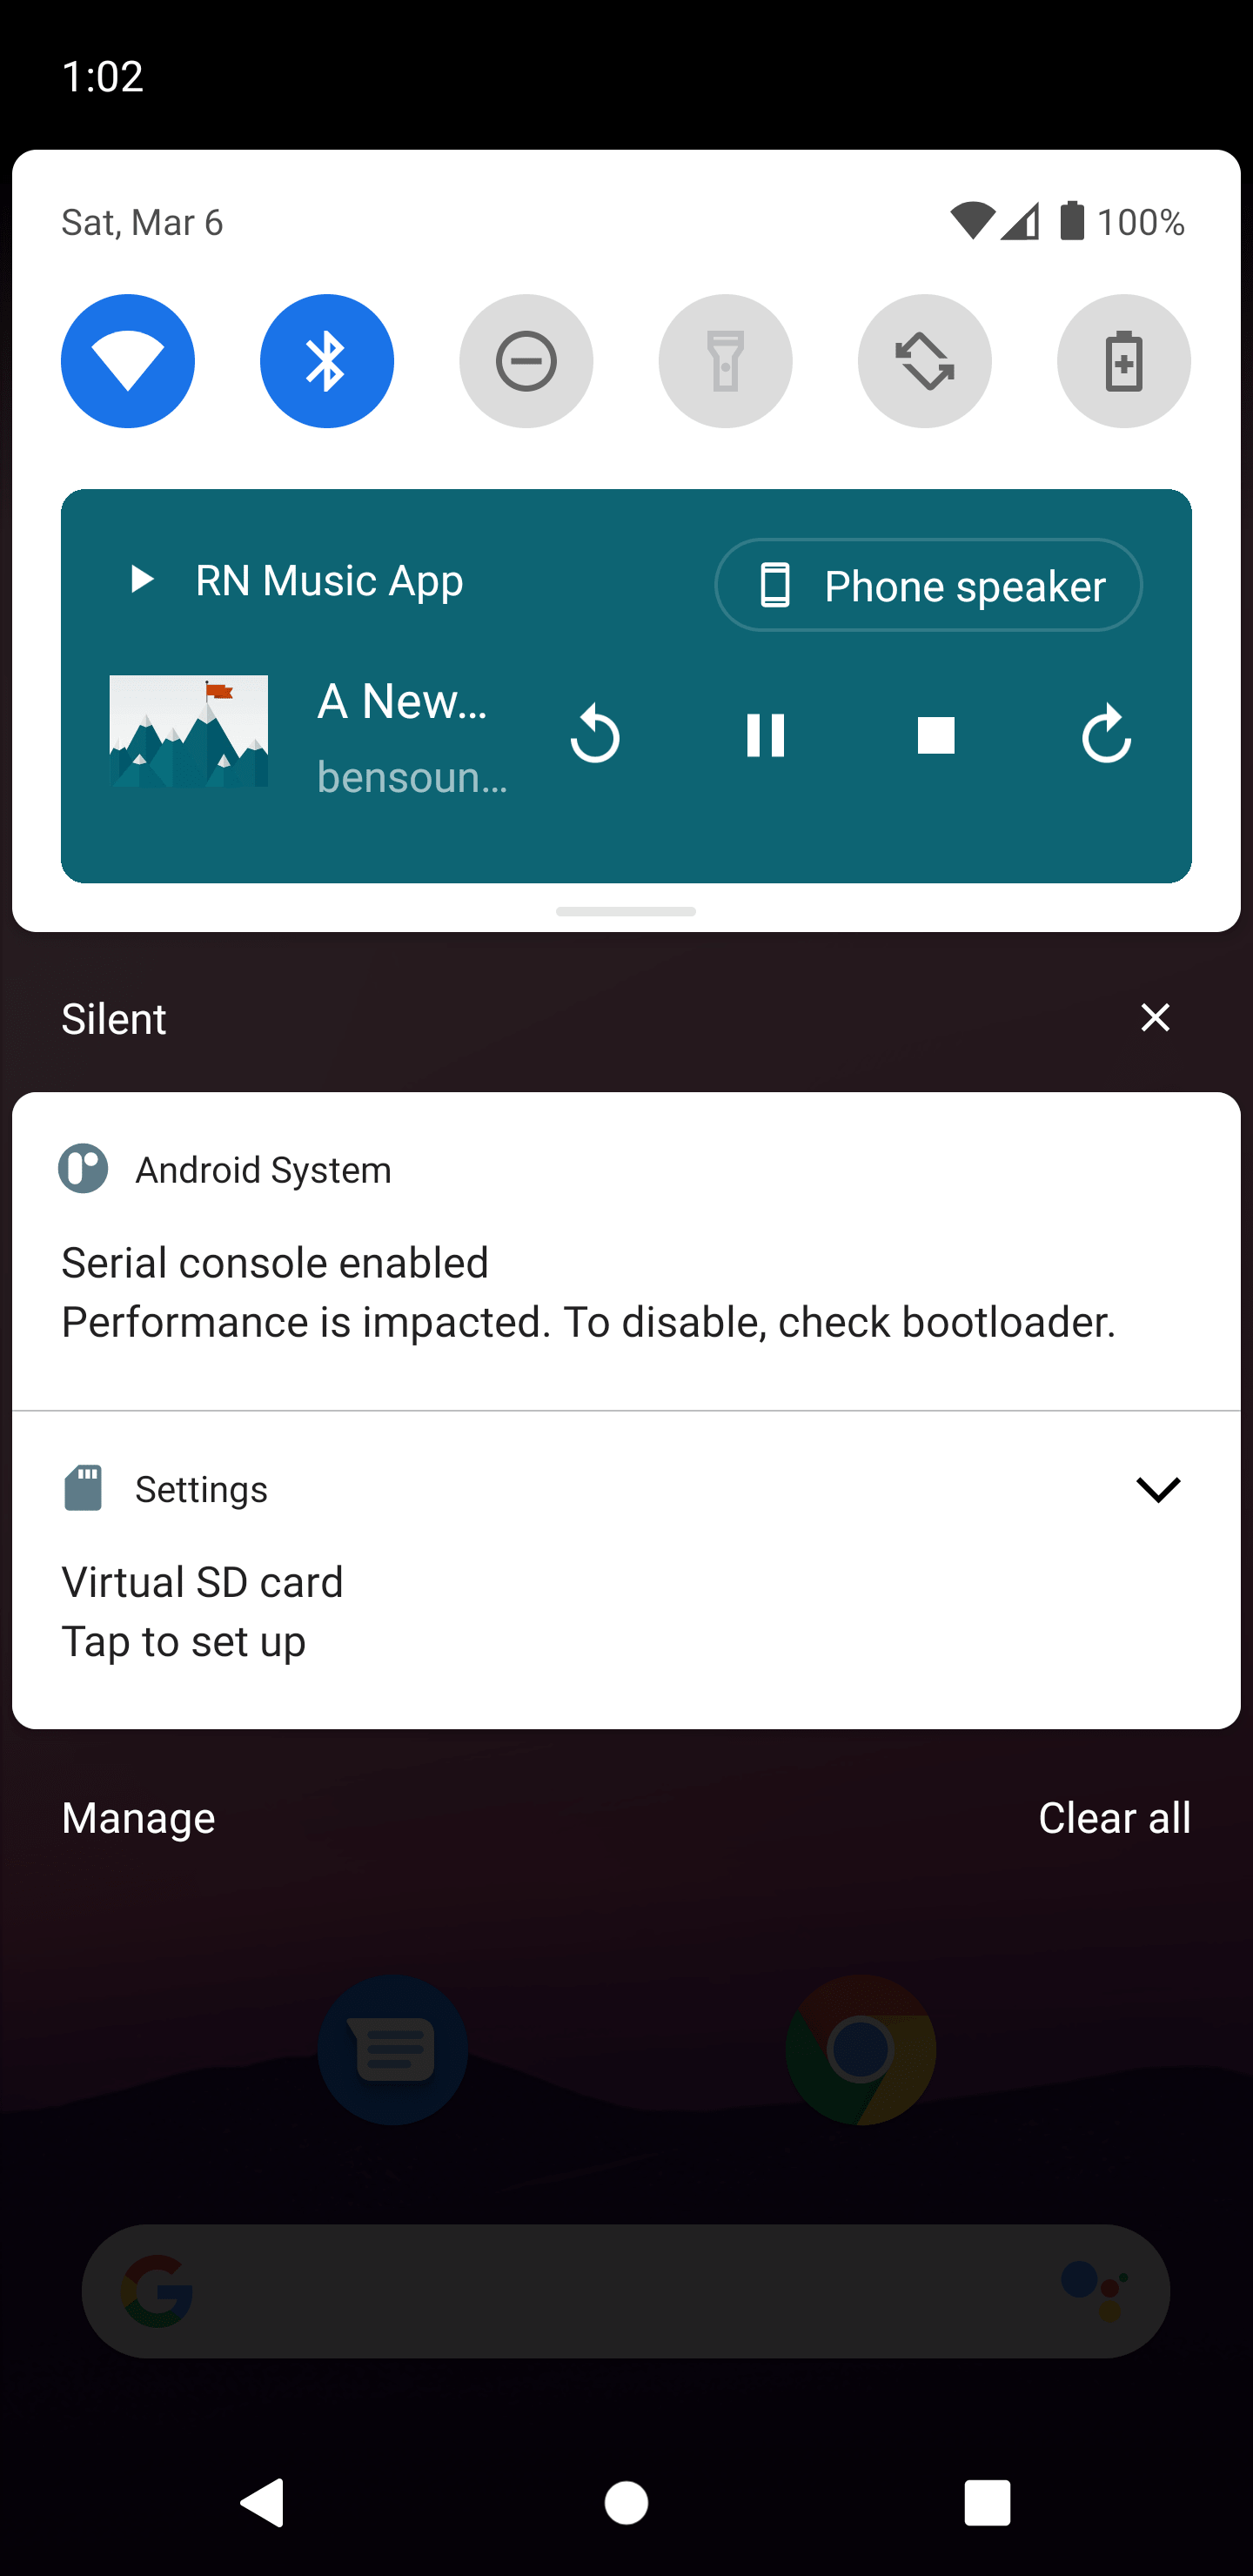 1:02
Sat, Mar 6
100%
RN Music App
Phone speaker
A New...
bensoun...
Silent
Android System
Serial console enabled
Performance is impacted. To disable, check bootloader.
Settings
Virtual SD card
Tap to set up
Manage
Clear all